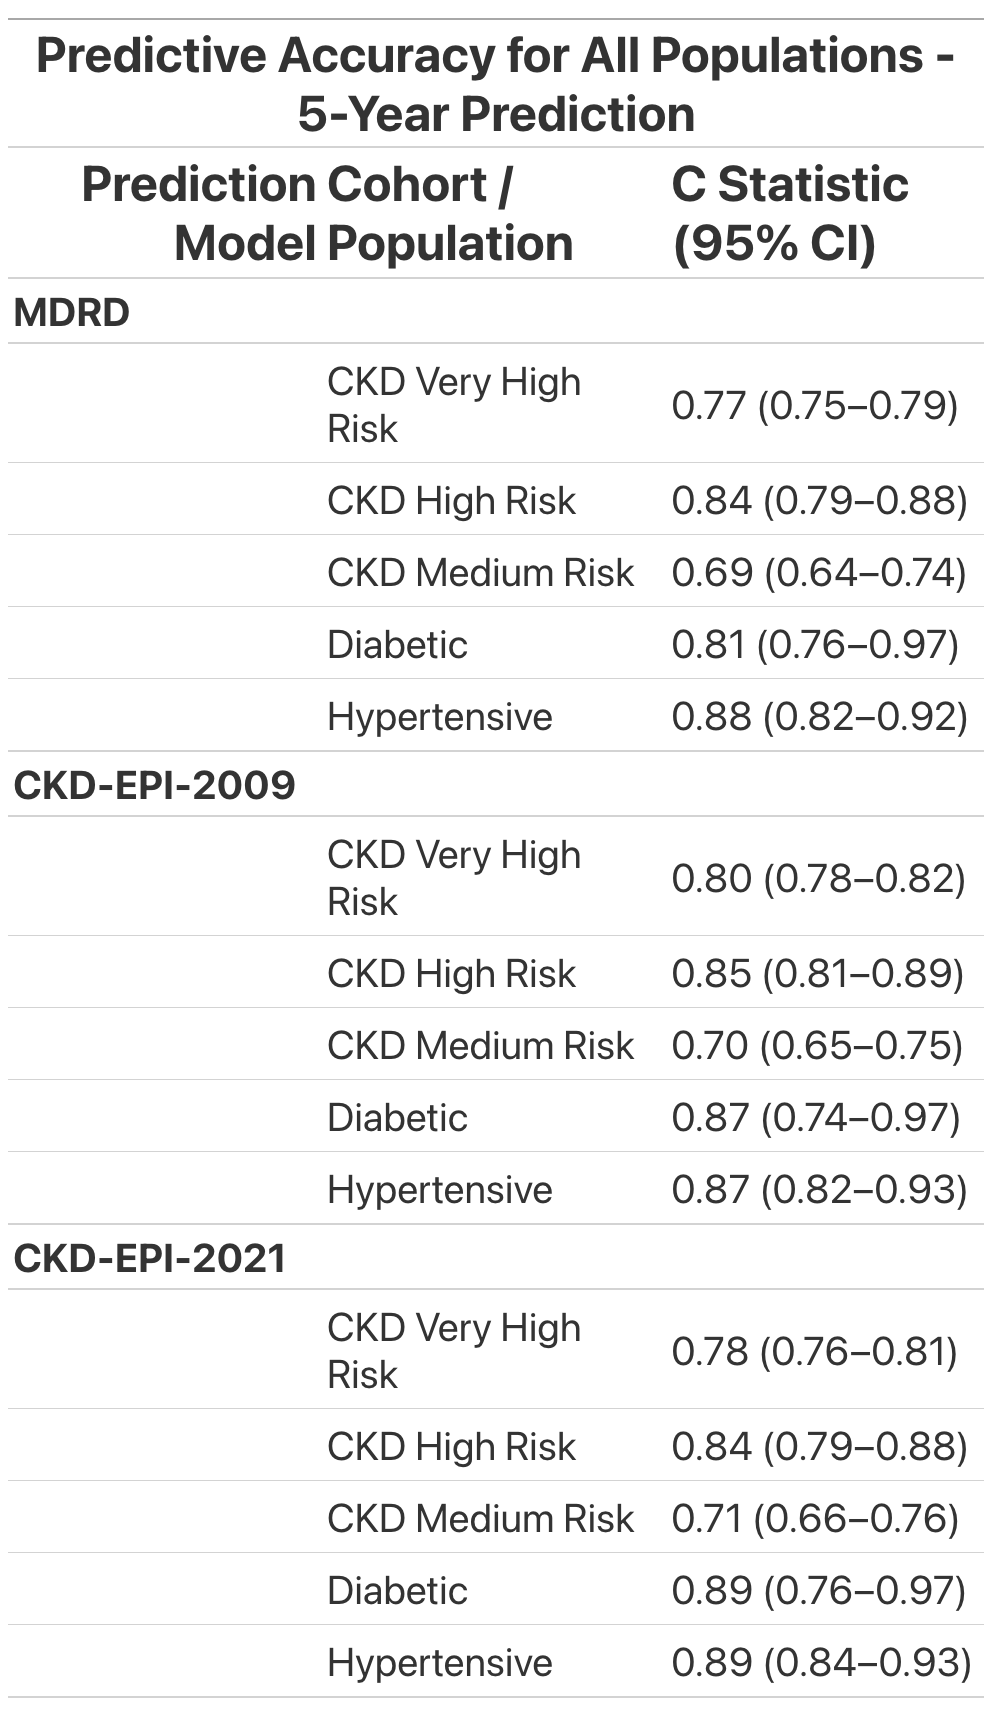 Predictive Accuracy for All Populations -
5-Year Prediction
Prediction Cohort / C Statistic
Model Population (95% CI)
MDRD
CKD Very High
Risk 0.77 (0.75–0.79)
CKD High Risk 0.84 (0.79–0.88)
CKD Medium Risk 0.69 (0.64–0.74)
Diabetic 0.81 (0.76–0.97)
Hypertensive 0.88 (0.82–0.92)
CKD-EPI-2009
CKD Very High
Risk 0.80 (0.78–0.82)
CKD High Risk 0.85 (0.81–0.89)
CKD Medium Risk 0.70 (0.65–0.75)
Diabetic 0.87 (0.74–0.97)
Hypertensive 0.87 (0.82–0.93)
CKD-EPI-2021
CKD Very High
Risk 0.78 (0.76–0.81)
CKD High Risk 0.84 (0.79–0.88)
CKD Medium Risk 0.71 (0.66–0.76)
Diabetic 0.89 (0.76–0.97)
Hypertensive 0.89 (0.84–0.93)